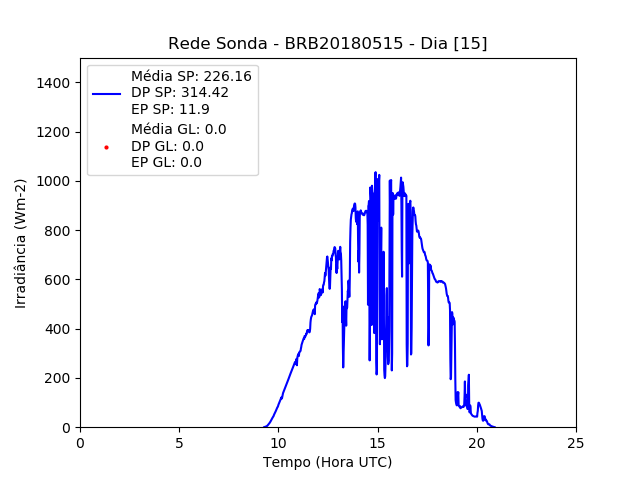 Rede Sonda - BRB20180515 - Dia [15]
Média SP: 226.16
DP SP: 314.42
EP SP: 11.9
Média GL: 0.0
DP GL: 0.0
EP GL: 0.0
Irradiância (Wm-2)
1400
1200
1000
800
600
400
200
0
0 5 10 15 20 25
Tempo (Hora UTC)